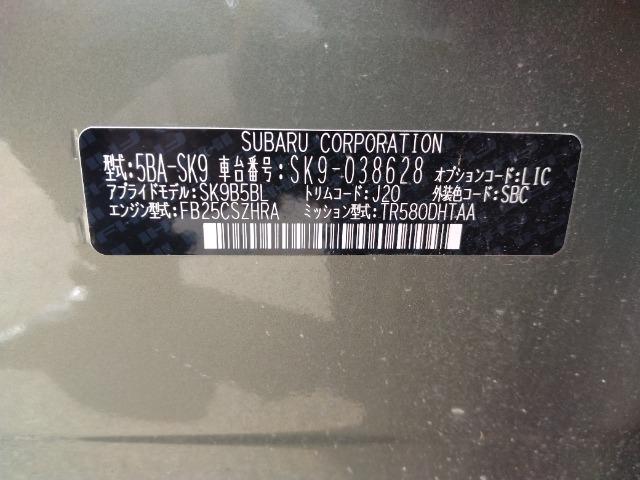 SUBARU CORPORATION
型式:5BA-SK9 車台番号:SK9-038628 オプションコード:LIC
アプライドモデル:SK9B5BL トリムコード:J20 外装色コード:SBC
エンジン型式:FB25CSZHRA ミッション型式:TR580DHTAA